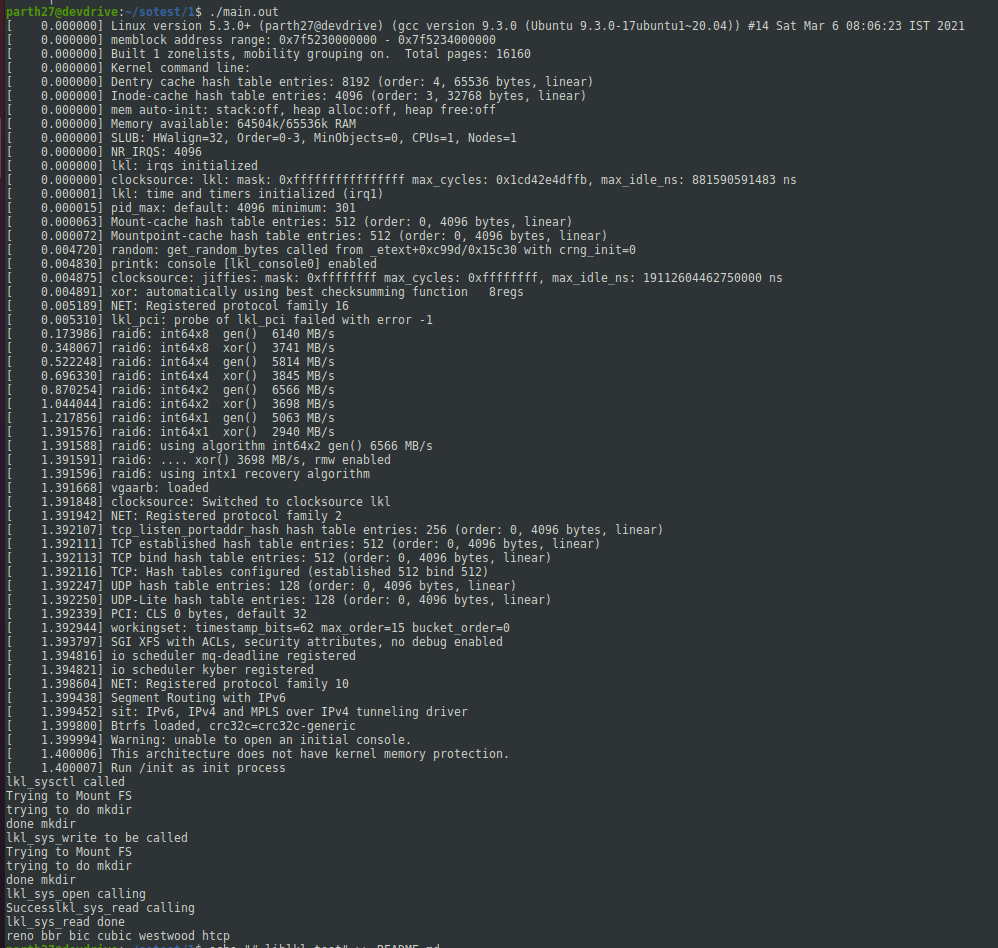 parth27@devdrive:~/sotest/1$ ./main.out
[    0.000000] Linux version 5.3.0+ (parth27@devdrive) (gcc version 9.3.0 (Ubuntu 9.3.0-17ubuntu1~20.04)) #14 Sat Mar 6 08:06:23 IST 2021
[    0.000000] memblock address range: 0x7f5230000000 - 0x7f5234000000
[    0.000000] Built 1 zonelists, mobility grouping on.  Total pages: 16160
[    0.000000] Kernel command line:
[    0.000000] Dentry cache hash table entries: 8192 (order: 4, 65536 bytes, linear)
[    0.000000] Inode-cache hash table entries: 4096 (order: 3, 32768 bytes, linear)
[    0.000000] mem auto-init: stack:off, heap alloc:off, heap free:off
[    0.000000] Memory available: 64504k/65536k RAM
[    0.000000] SLUB: HWalign=32, Order=0-3, MinObjects=0, CPUs=1, Nodes=1
[    0.000000] NR_IRQS: 4096
[    0.000000] lkl: irqs initialized
[    0.000000] clocksource: lkl: mask: 0xffffffffffffffff max_cycles: 0x1cd42e4dffb, max_idle_ns: 881590591483 ns
[    0.000001] lkl: time and timers initialized (irq1)
[    0.000015] pid_max: default: 4096 minimum: 301
[    0.000063] Mount-cache hash table entries: 512 (order: 0, 4096 bytes, linear)
[    0.000072] Mountpoint-cache hash table entries: 512 (order: 0, 4096 bytes, linear)
[    0.004720] random: get_random_bytes called from _etext+0xc99d/0x15c30 with crng_init=0
[    0.004830] printk: console [lkl_console0] enabled
[    0.004875] clocksource: jiffies: mask: 0xffffffff max_cycles: 0xffffffff, max_idle_ns: 19112604462750000 ns
[    0.004891] xor: automatically using best checksumming function   8regs
[    0.005189] NET: Registered protocol family 16
[    0.005310] lkl_pci: probe of lkl_pci failed with error -1
[    0.173986] raid6: int64x8  gen()  6140 MB/s
[    0.348067] raid6: int64x8  xor()  3741 MB/s
[    0.522248] raid6: int64x4  gen()  5814 MB/s
[    0.696330] raid6: int64x4  xor()  3845 MB/s
[    0.870254] raid6: int64x2  gen()  6566 MB/s
[    1.044044] raid6: int64x2  xor()  3698 MB/s
[    1.217856] raid6: int64x1  gen()  5063 MB/s
[    1.391576] raid6: int64x1  xor()  2940 MB/s
[    1.391588] raid6: using algorithm int64x2 gen() 6566 MB/s
[    1.391591] raid6: .... xor() 3698 MB/s, rmw enabled
[    1.391596] raid6: using intx1 recovery algorithm
[    1.391668] vgaarb: loaded
[    1.391848] clocksource: Switched to clocksource lkl
[    1.391942] NET: Registered protocol family 2
[    1.392107] tcp_listen_portaddr_hash hash table entries: 256 (order: 0, 4096 bytes, linear)
[    1.392111] TCP established hash table entries: 512 (order: 0, 4096 bytes, linear)
[    1.392113] TCP bind hash table entries: 512 (order: 0, 4096 bytes, linear)
[    1.392116] TCP: Hash tables configured (established 512 bind 512)
[    1.392247] UDP hash table entries: 128 (order: 0, 4096 bytes, linear)
[    1.392250] UDP-Lite hash table entries: 128 (order: 0, 4096 bytes, linear)
[    1.392339] PCI: CLS 0 bytes, default 32
[    1.392944] workingset: timestamp_bits=62 max_order=15 bucket_order=0
[    1.393797] SGI XFS with ACLs, security attributes, no debug enabled
[    1.394816] io scheduler mq-deadline registered
[    1.394821] io scheduler kyber registered
[    1.398604] NET: Registered protocol family 10
[    1.399438] Segment Routing with IPv6
[    1.399452] sit: IPv6, IPv4 and MPLS over IPv4 tunneling driver
[    1.399800] Btrfs loaded, crc32c=crc32c-generic
[    1.399994] Warning: unable to open an initial console.
[    1.400006] This architecture does not have kernel memory protection.
[    1.400007] Run /init as init process
lkl_sysctl called
Trying to Mount FS
trying to do mkdir
done mkdir
lkl_sys_write to be called
Trying to Mount FS
trying to do mkdir
done mkdir
lkl_sys_open calling
Successlkl_sys_read calling
lkl_sys_read done
reno bbr bic cubic westwood htcp
parth27@devdrive:~/sotest/1$ echo "# liblkl-test" >> README.md